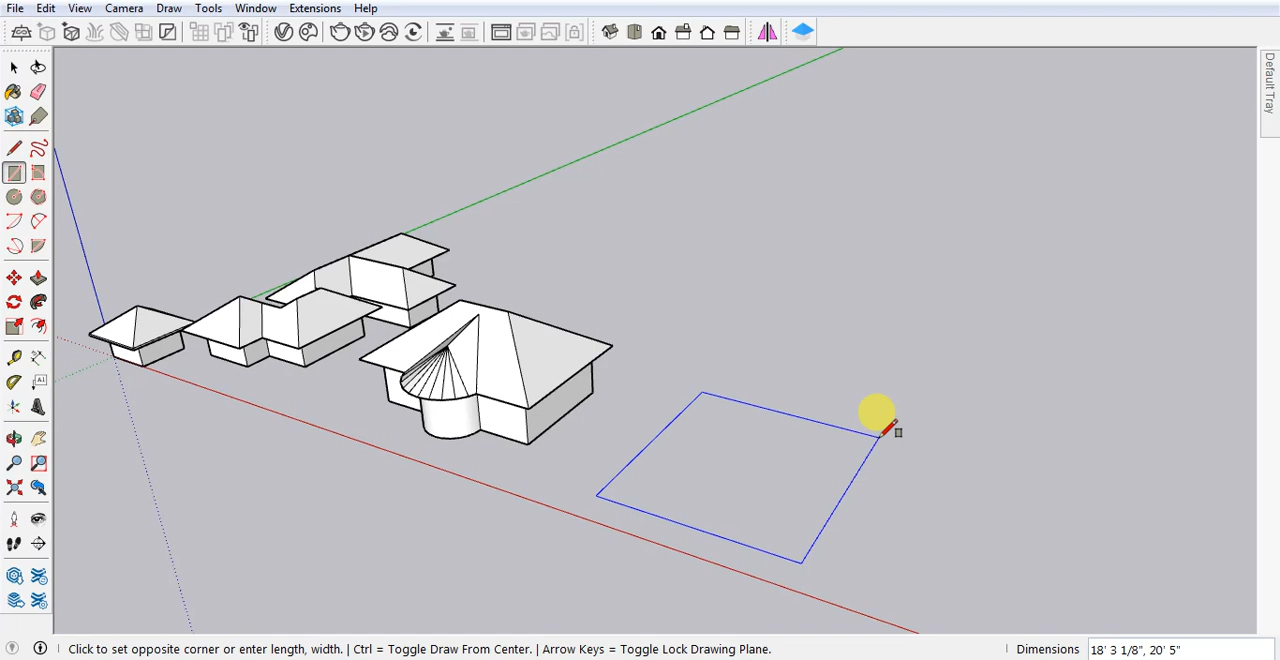 File Edit View Camera Draw Tools Window Extensions Help
Default Tray
A1
Click to set opposite corner or enter length, width. | Ctrl = Toggle Draw From Center. | Arrow Keys = Toggle Lock Drawing Plane. Dimensions 18' 3 1/8", 20' 5"